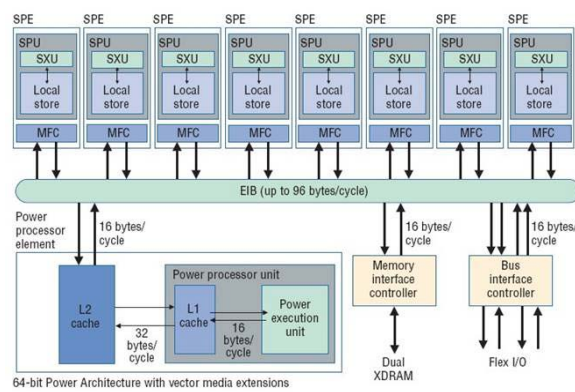 SPE SPE SPE SPE SPE SPE SPE SPE
SPU SPU SPU SPU SPU SPU SPU SPU
SXU SXU SXU SXU SXU SXU SXU SXU
Local Local Local Local Local Local Local Local
store store store store store store store store
MFC MFC MFC MFC MFC MFC MFC MFC
EIB (up to 96 bytes/cycle)
Power
processor
element
16 bytes/
cycle
16 bytes/
cycle
16 bytes/
cycle
Power processor unit
L2
cache
L1
cache
Power
execution
unit
32
bytes/
cycle
16
bytes/
cycle
Memory
interface
controller
Bus
interface
controller
Dual
XDRAM
Flex I/O
64-bit Power Architecture with vector media extensions